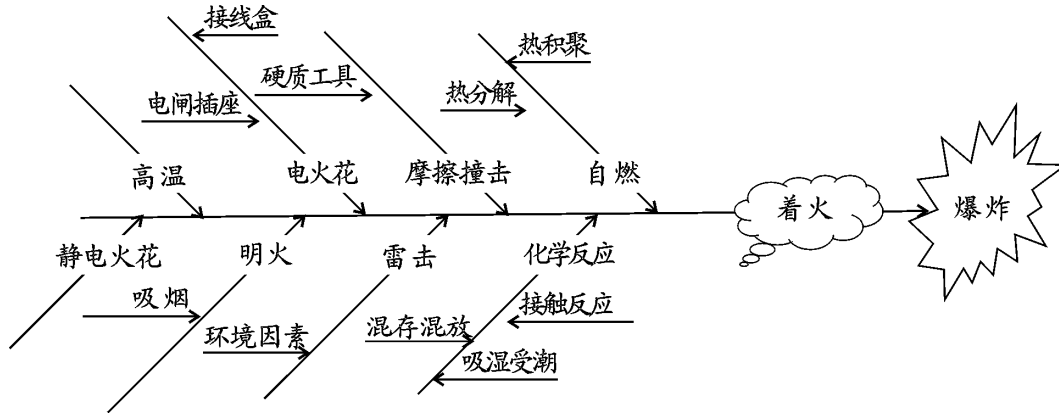 接线盒
硬质工具
热积聚
电闸插座
热分解
高温
电火花
摩擦撞击
自燃
着火
爆炸
静电火花
明火
雷击
化学反应
吸烟
环境因素
混存混放
接触反应
吸湿受潮